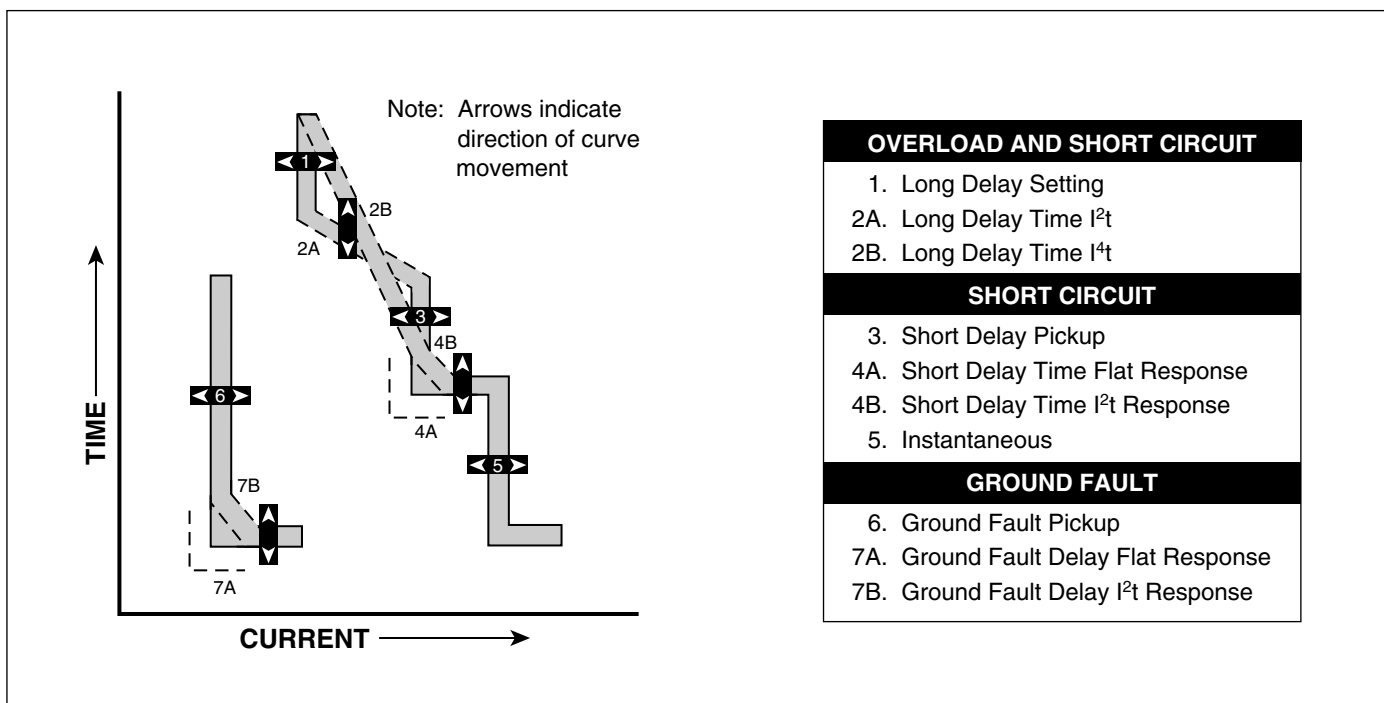 Note: Arrows indicate
direction of curve
movement
1
2B
2A
3
4B
6
4A
5
7B
7A
TIME
CURRENT
OVERLOAD AND SHORT CIRCUIT
1. Long Delay Setting
2A. Long Delay Time I²t
2B. Long Delay Time I⁴t
SHORT CIRCUIT
3. Short Delay Pickup
4A. Short Delay Time Flat Response
4B. Short Delay Time I²t Response
5. Instantaneous
GROUND FAULT
6. Ground Fault Pickup
7A. Ground Fault Delay Flat Response
7B. Ground Fault Delay I²t Response